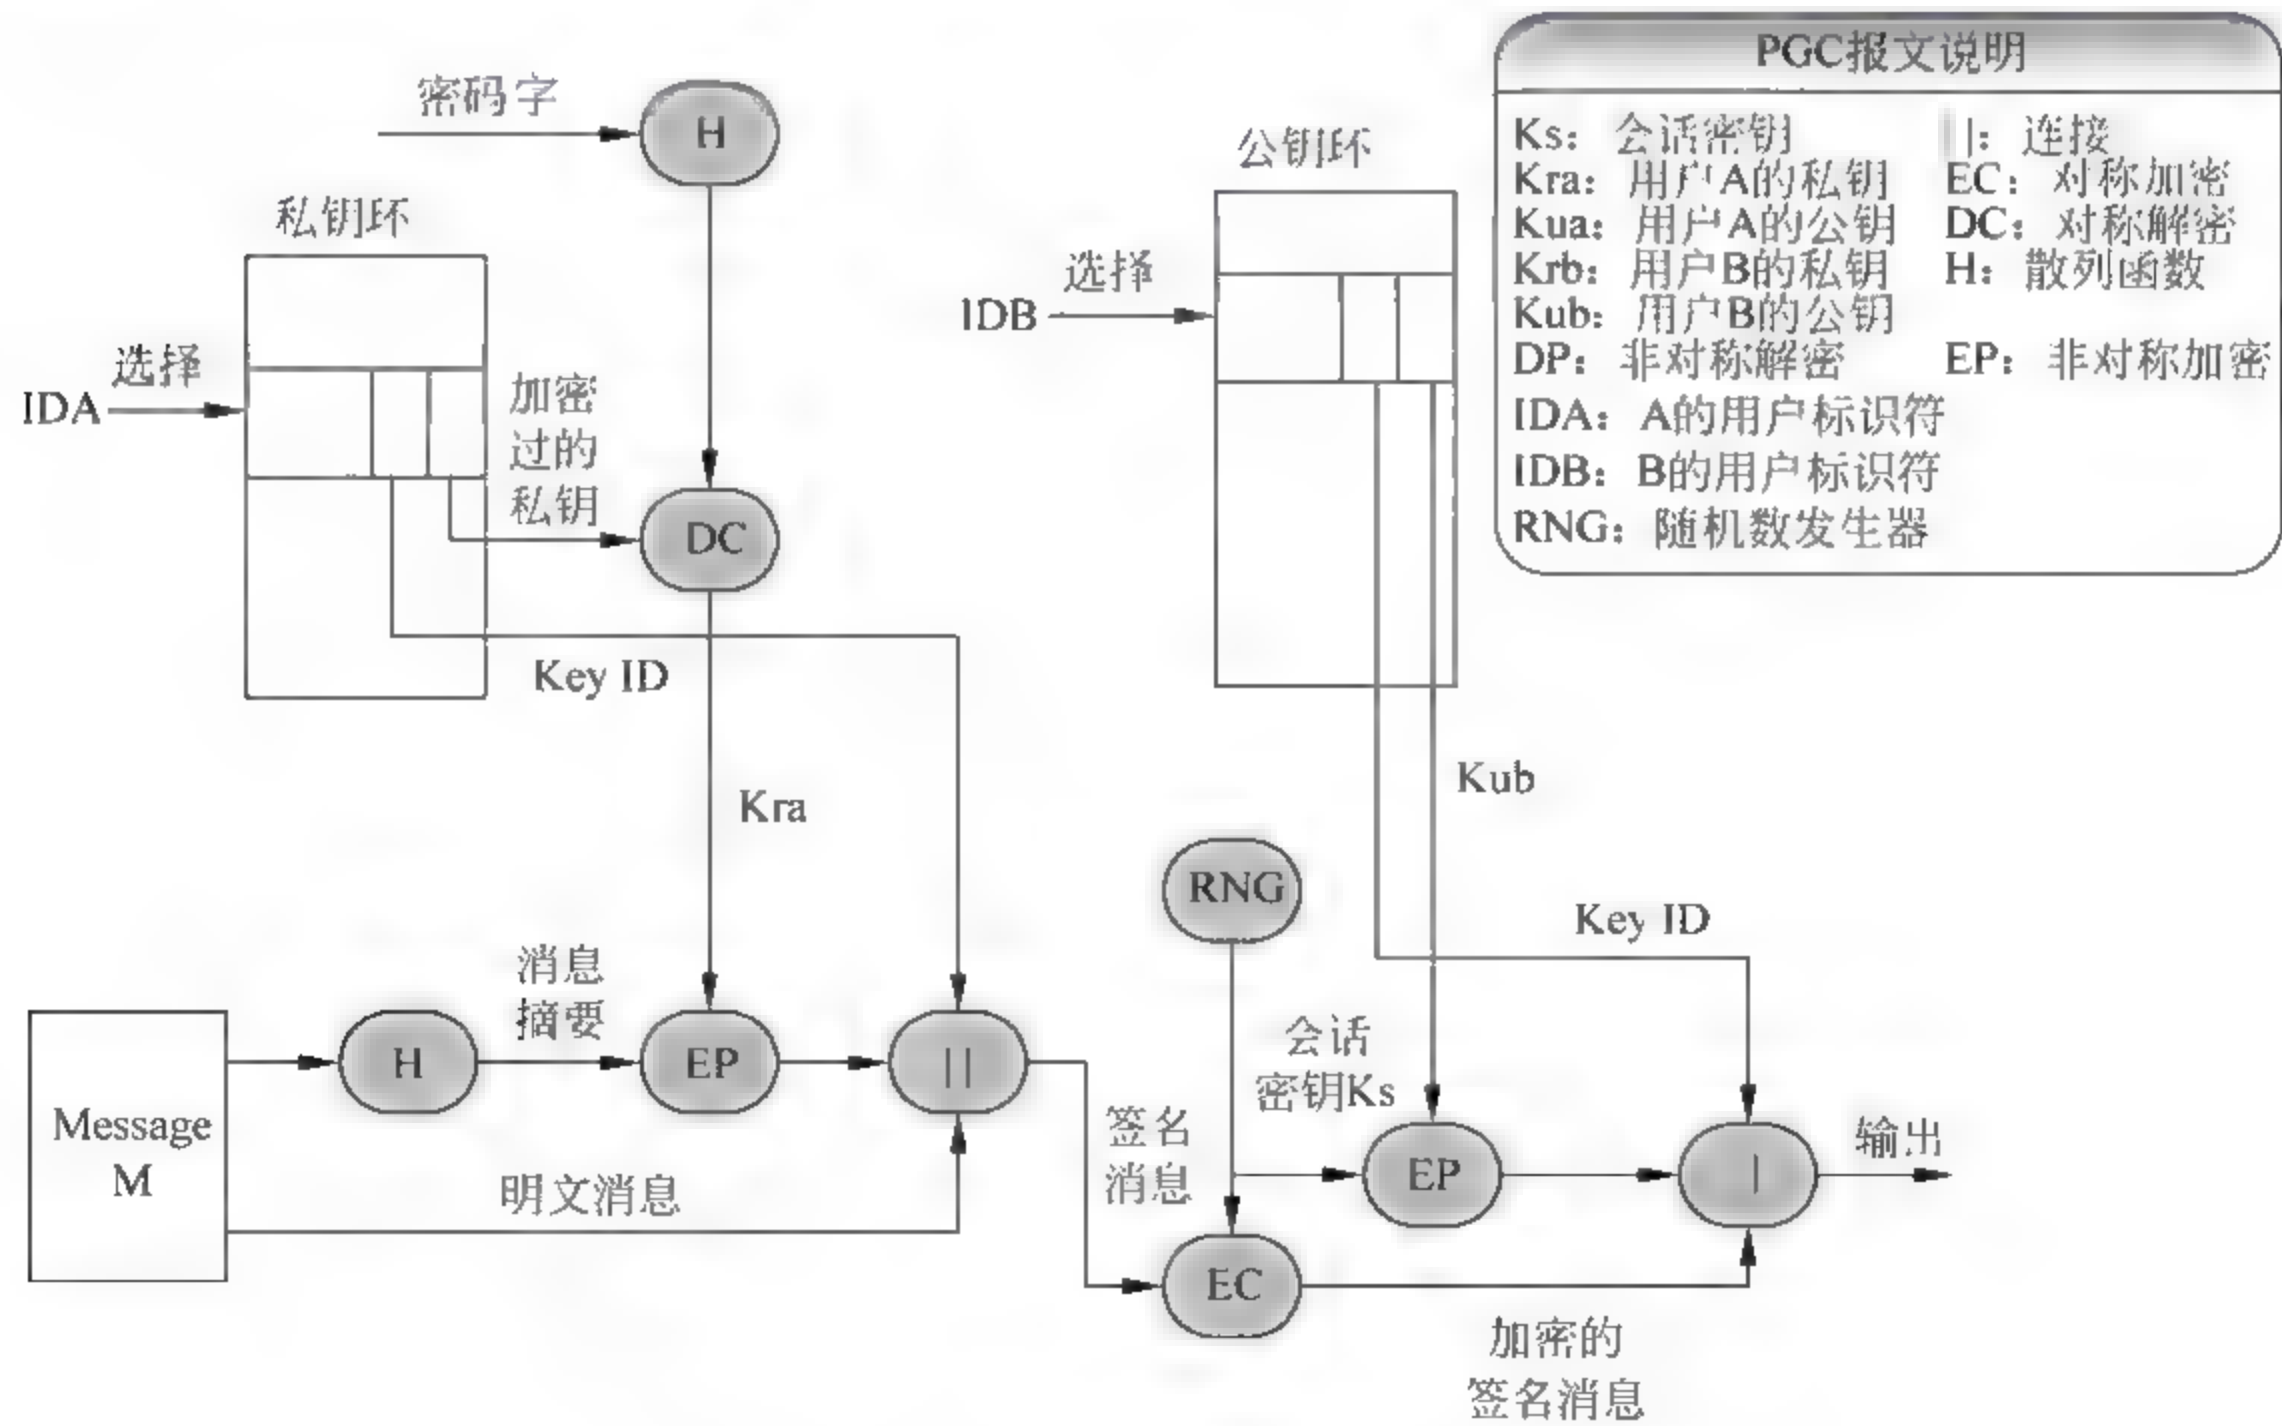 密码字
H
私钥环
选择
IDA
加密
过的
私钥
DC
Key ID
Kra
公钥环
选择
IDB
Kub
PGC报文说明
Ks：会话密钥 ||：连接
Kra：用户A的私钥 EC：对称加密
Kua：用户A的公钥 DC：对称解密
Krb：用户B的私钥 H：散列函数
Kub：用户B的公钥
DP：非对称解密 EP：非对称加密
IDA：A的用户标识符
IDB：B的用户标识符
RNG：随机数发生器
RNG
Key ID
Message
M
H
消息
摘要
EP
||
明文消息
签名
消息
会话
密钥Ks
EP
|
输出
EC
加密的
签名消息